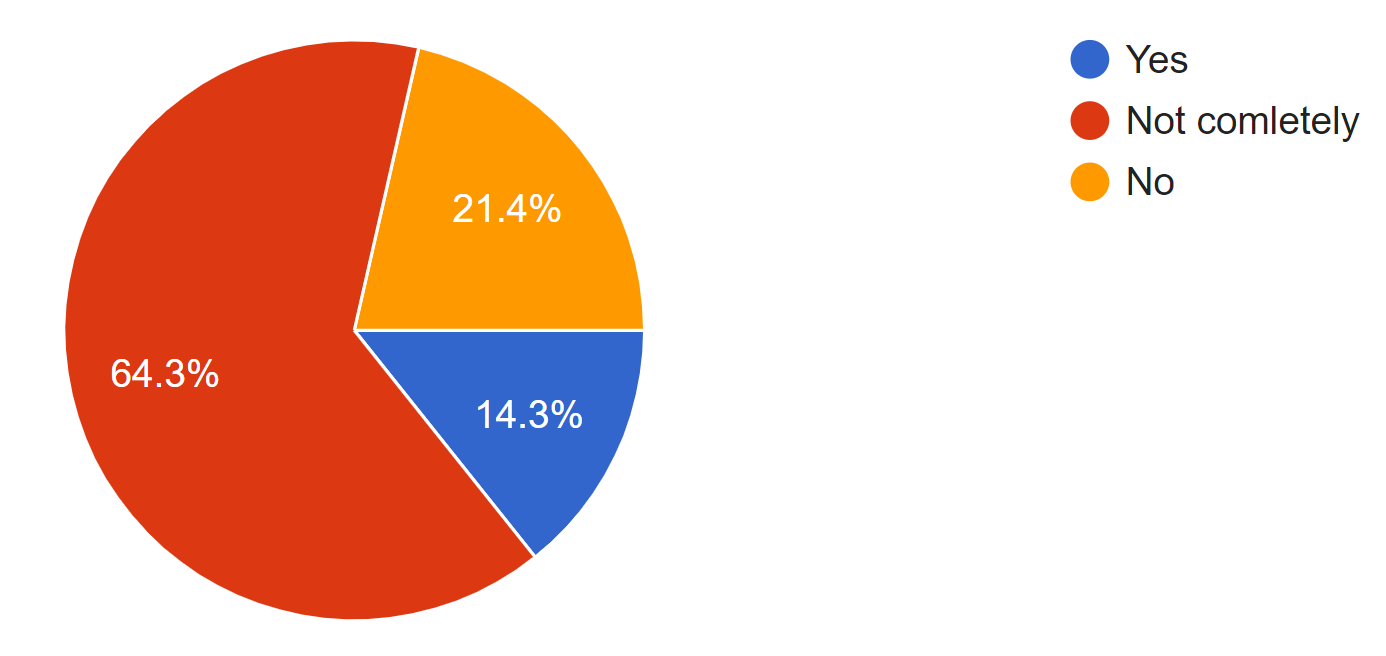 Yes
Not comletely
No
21.4%
64.3%
14.3%